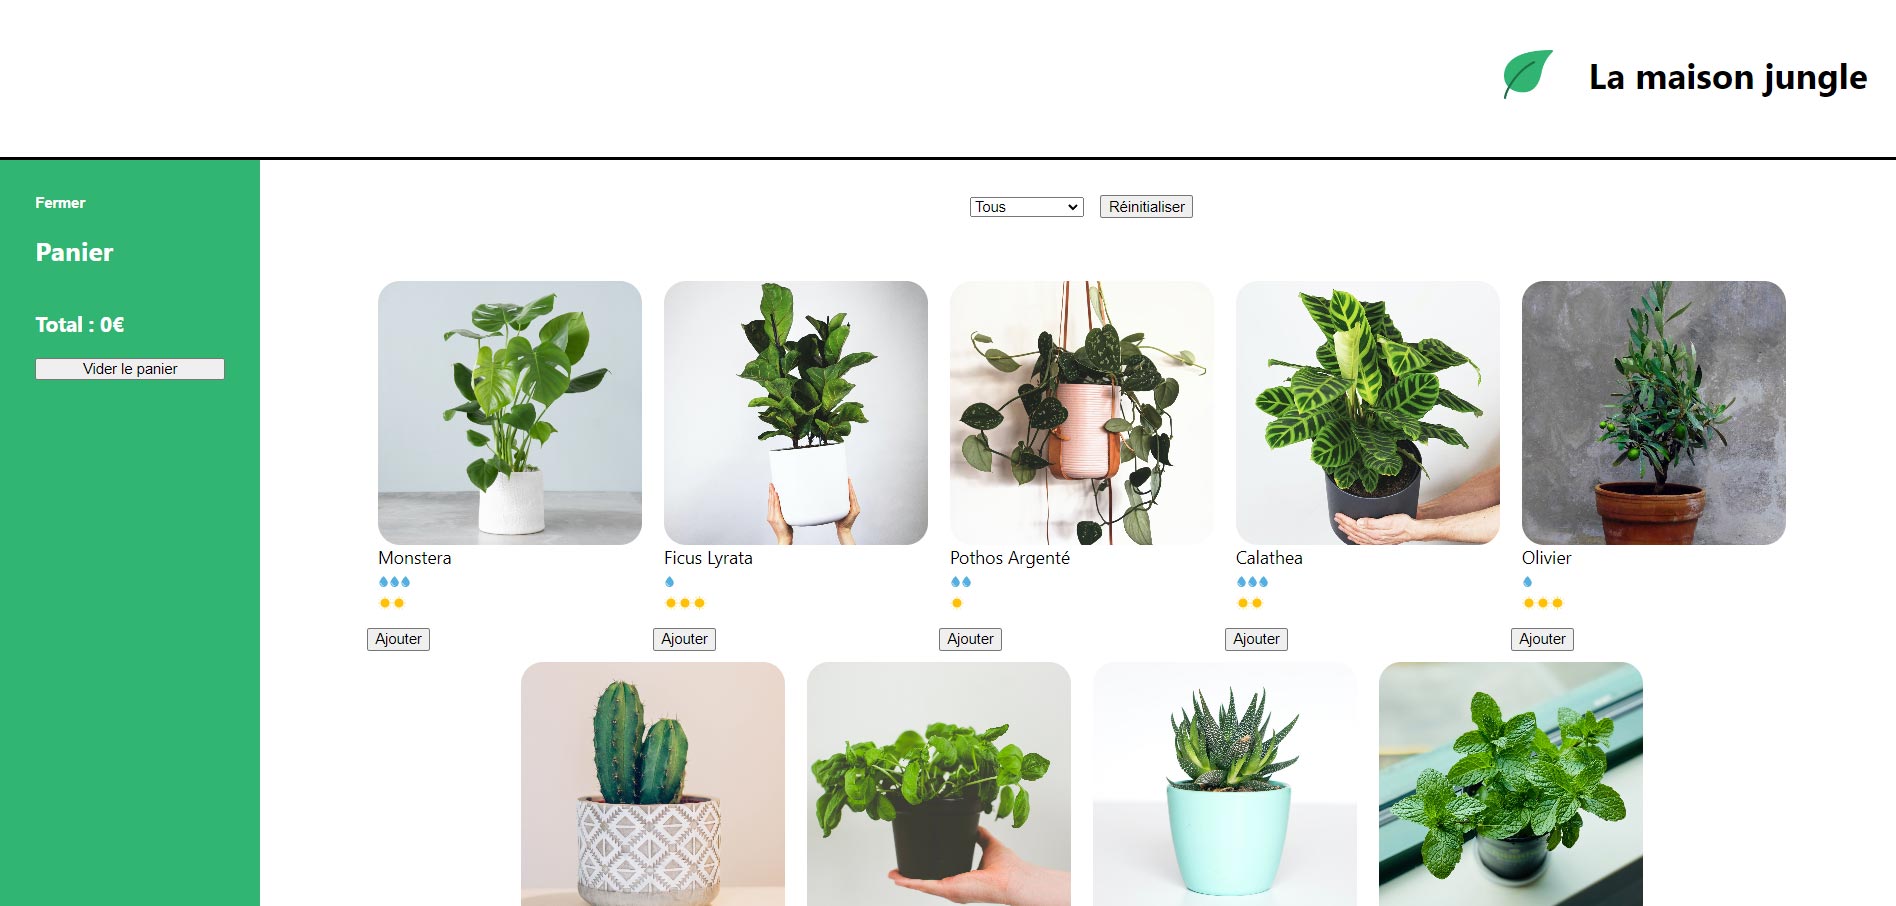 La maison jungle
Fermer
Panier
Total : 0€
Vider le panier
Tous
Réinitialiser
Monstera
Ficus Lyrata
Pothos Argenté
Calathea
Olivier
Ajouter
Ajouter
Ajouter
Ajouter
Ajouter